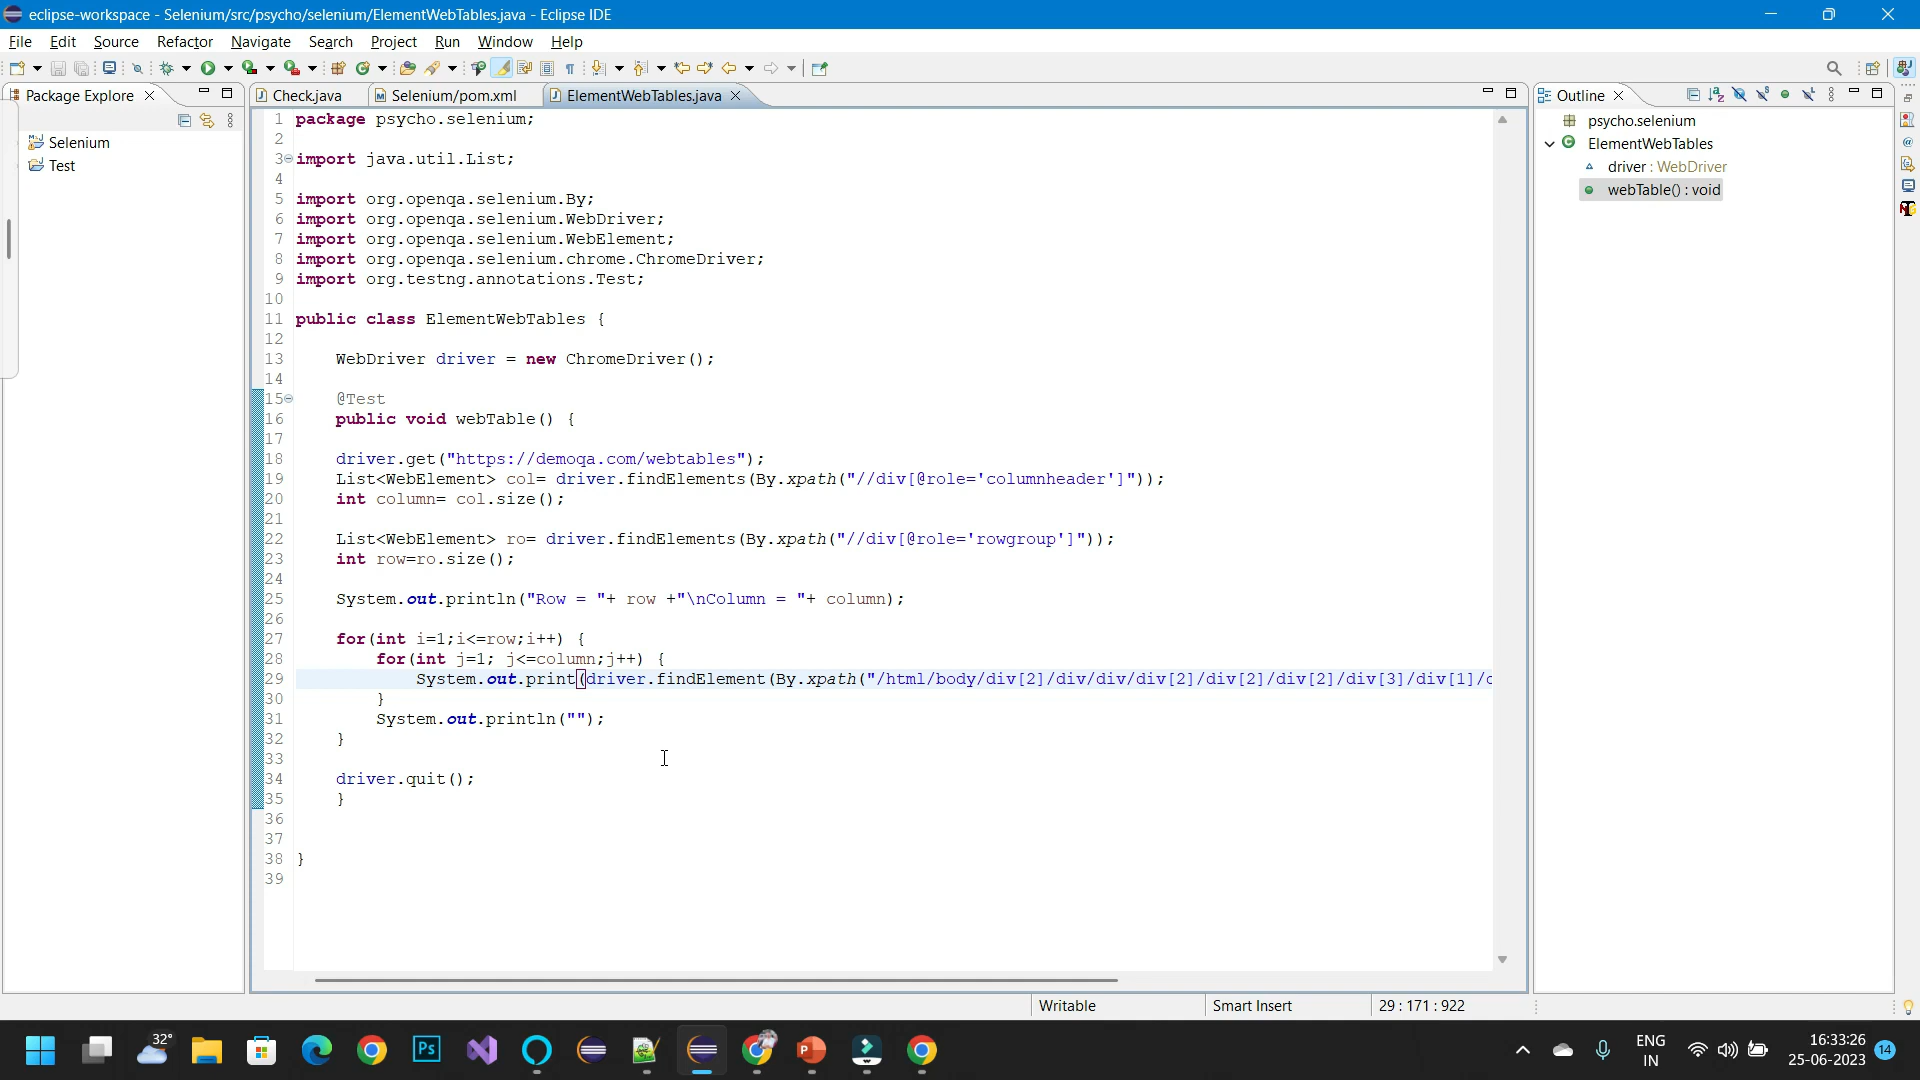 eclipse-workspace - Selenium/src/psycho/selenium/ElementWebTables.java - Eclipse IDE
File Edit Source Refactor Navigate Search Project Run Window Help
Package Explore
Check.java
Selenium/pom.xml
ElementWebTables.java
Outline
Selenium
Test
1 package psycho.selenium;
2
3 import java.util.List;
4
5 import org.openqa.selenium.By;
6 import org.openqa.selenium.WebDriver;
7 import org.openqa.selenium.WebElement;
8 import org.openqa.selenium.chrome.ChromeDriver;
9 import org.testng.annotations.Test;
10
11 public class ElementWebTables {
12
13 WebDriver driver = new ChromeDriver();
14
15 @Test
16 public void webTable() {
17
18 driver.get("https://demoqa.com/webtables");
19 List<WebElement> col= driver.findElements(By.xpath("//div[@role='columnheader']"));
20 int column= col.size();
21
22 List<WebElement> ro= driver.findElements(By.xpath("//div[@role='rowgroup']"));
23 int row=ro.size();
24
25 System.out.println("Row = "+ row +"\nColumn = "+ column);
26
27 for(int i=1;i<=row;i++) {
28 for(int j=1; j<=column;j++) {
29 System.out.print(driver.findElement(By.xpath("/html/body/div[2]/div/div/div[2]/div[2]/div[2]/div[3]/div[1]/
30 }
31 System.out.println("");
32 }
33
34 driver.quit();
35 }
36
37
38 }
39
psycho.selenium
ElementWebTables
driver : WebDriver
webTable() : void
Writable
Smart Insert
29 : 171 : 922
32°
Ps
ENG
IN
16:33:26
25-06-2023
14